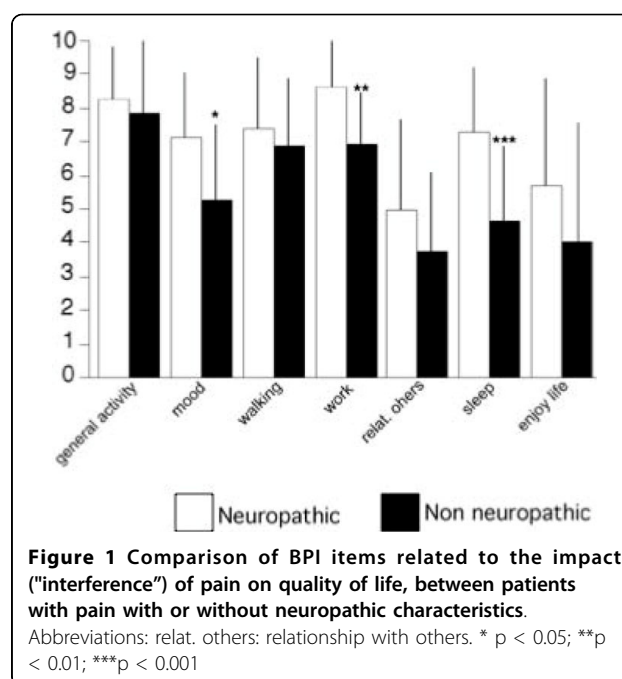 10
9
8
7
6
5
4
3
2
1
0
*
**
***
general activity
mood
walking
work
relat. ohers
sleep
enjoy life
Neuropathic
Non neuropathic
Figure 1 Comparison of BPI items related to the impact
("interference") of pain on quality of life, between patients
with pain with or without neuropathic characteristics.
Abbreviations: relat. others: relationship with others. * p < 0.05; **p
< 0.01; ***p < 0.001